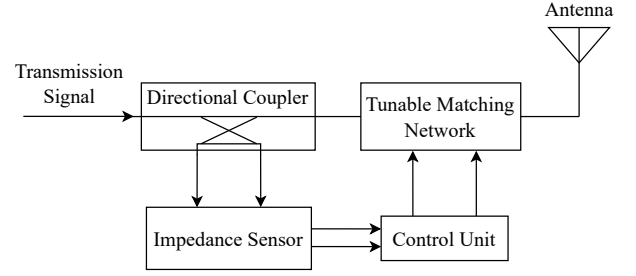 Antenna
Transmission
Signal
Directional Coupler
Tunable Matching
Network
Impedance Sensor
Control Unit